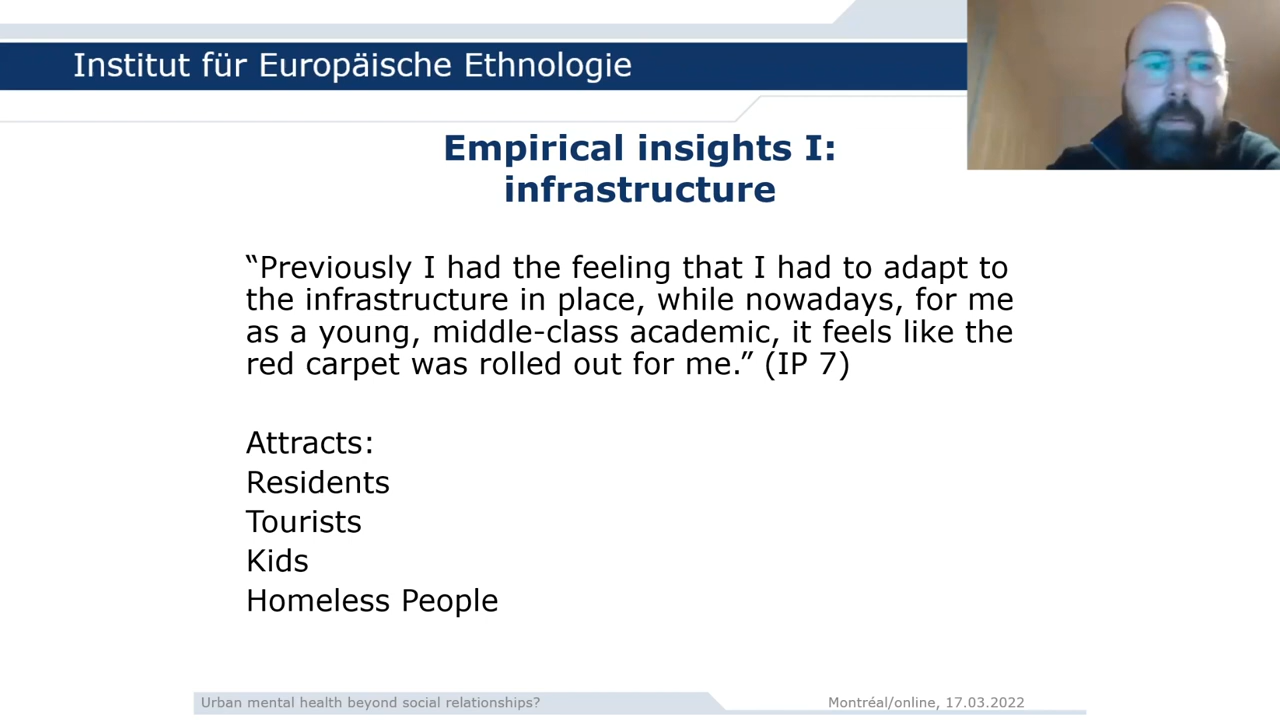 Institut für Europäische Ethnologie
Empirical insights I:
infrastructure
“Previously I had the feeling that I had to adapt to
the infrastructure in place, while nowadays, for me
as a young, middle-class academic, it feels like the
red carpet was rolled out for me.” (IP 7)
Attracts:
Residents
Tourists
Kids
Homeless People
Urban mental health beyond social relationships?
Montréal/online, 17.03.2022